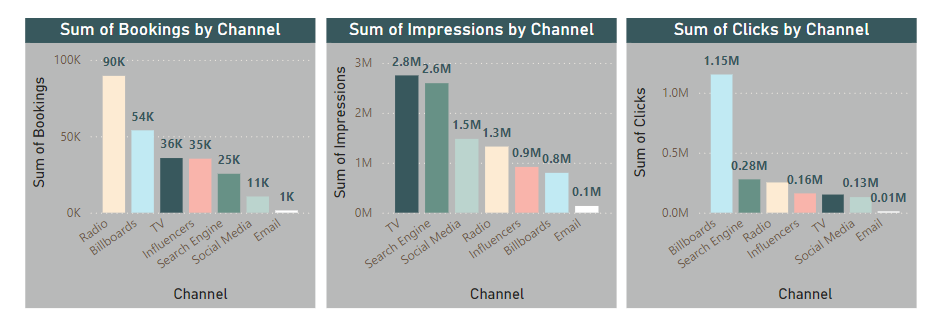 Sum of Bookings by Channel
Sum of Bookings
100K
50K
0K
90K
54K
36K
35K
25K
11K
1K
Radio
Billboards
TV
Influencers
Search Engine
Social Media
Email
Channel
Sum of Impressions by Channel
Sum of Impressions
3M
2M
1M
0M
2.8M
2.6M
1.5M
1.3M
0.9M
0.8M
0.1M
TV
Search Engine
Social Media
Radio
Influencers
Billboards
Email
Channel
Sum of Clicks by Channel
Sum of Clicks
1.0M
0.5M
0.0M
1.15M
0.28M
0.16M
0.13M
0.01M
Billboards
Search Engine
Radio
Influencers
TV
Social Media
Email
Channel